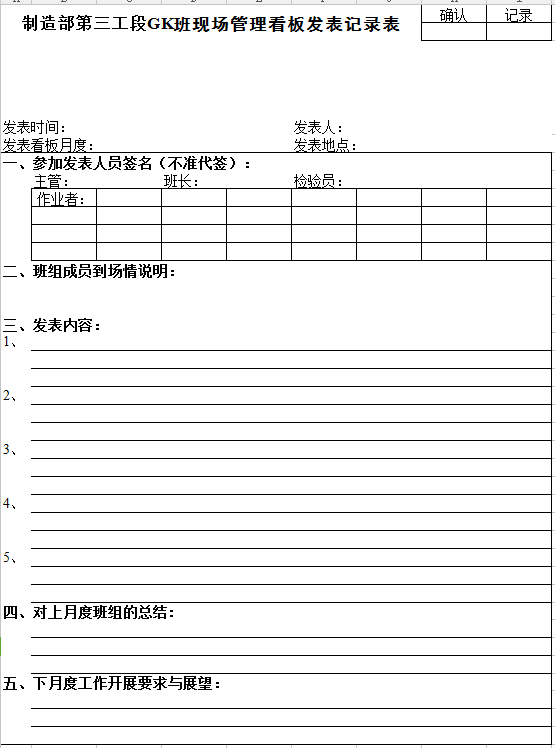 制造部第三工段GK班现场管理看板发表记录表
确认 记录
发表时间： 发表人：
发表看板月度： 发表地点：
一、参加发表人员签名（不准代签）：
主管： 班长： 检验员：
作业者：
二、班组成员到场情说明：
三、发表内容：
1、
2、
3、
4、
5、
四、对上月度班组的总结：
五、下月度工作开展要求与展望：